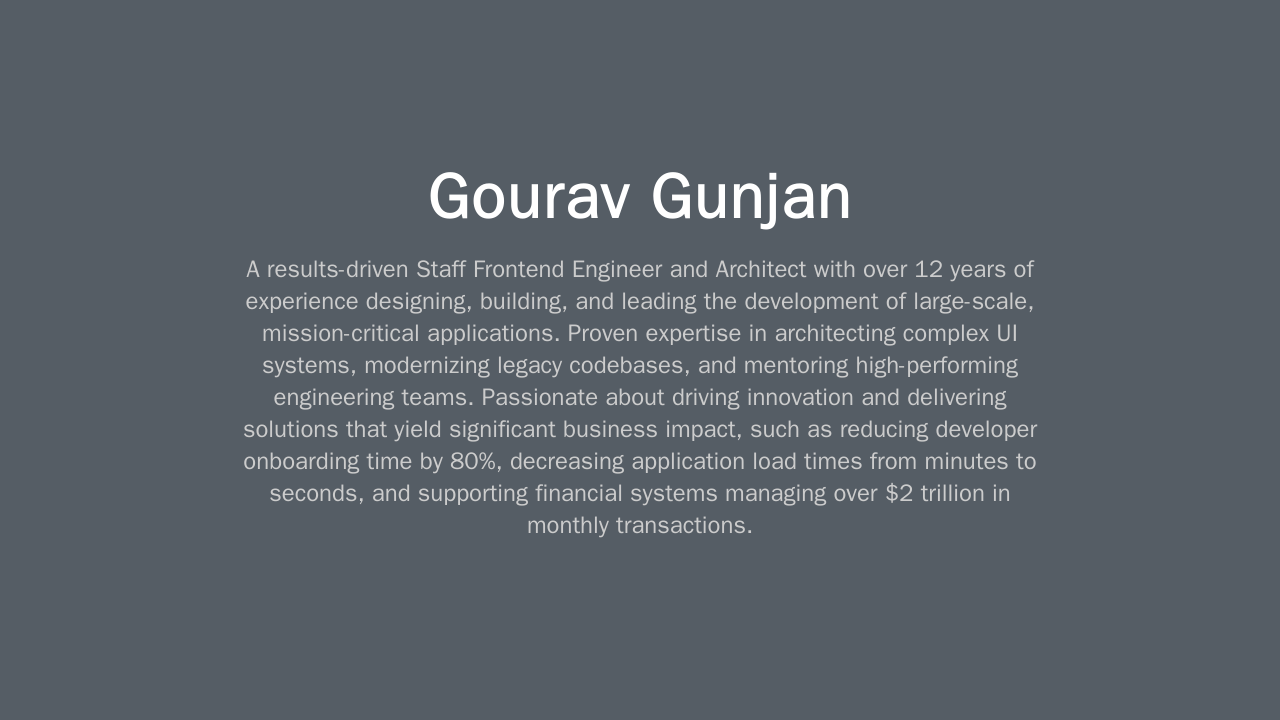 Gourav Gunjan
A results-driven Staff Frontend Engineer and Architect with over 12 years of
experience designing, building, and leading the development of large-scale,
mission-critical applications. Proven expertise in architecting complex UI
systems, modernizing legacy codebases, and mentoring high-performing
engineering teams. Passionate about driving innovation and delivering
solutions that yield significant business impact, such as reducing developer
onboarding time by 80%, decreasing application load times from minutes to
seconds, and supporting financial systems managing over $2 trillion in
monthly transactions.